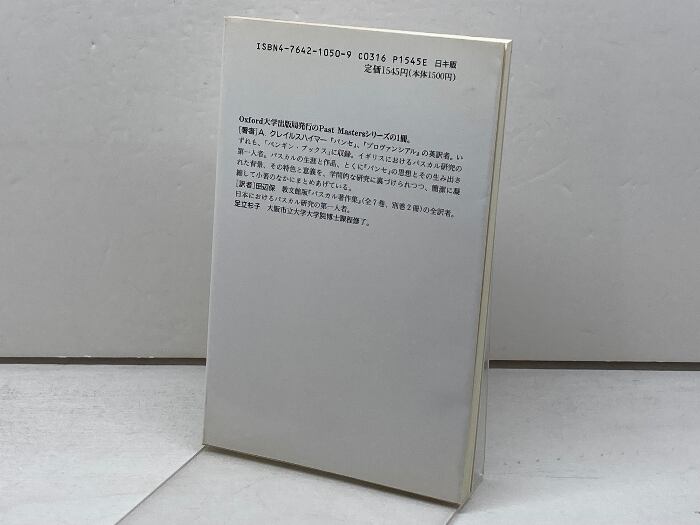 ISBN4-7642-1050-9 C0316 P1545E 日キ販
定価1545円(本体1500円)
Oxford大学出版局発行のPast Mastersシリーズの1冊。
[著者]A. クレイルスハイマー『パンセ』、『プロヴァンシアル』の英訳者。い
ずれも、「ペンギン・ブックス」に収録。イギリスにおけるパスカル研究の
第一人者。パスカルの生涯と作品、とくに『パンセ』の思想とその生み出さ
れた背景、その特色と意義を、学問的な研究に裏づけられつつ、簡潔に凝
縮して小著のなかにまとめあげている。
[訳者]田辺保 教文館版『パスカル著作集』(全7巻、別巻2冊)の全訳者。
日本におけるパスカル研究の第一人者。
足立杉子 大阪市立大学大学院博士課程修了。